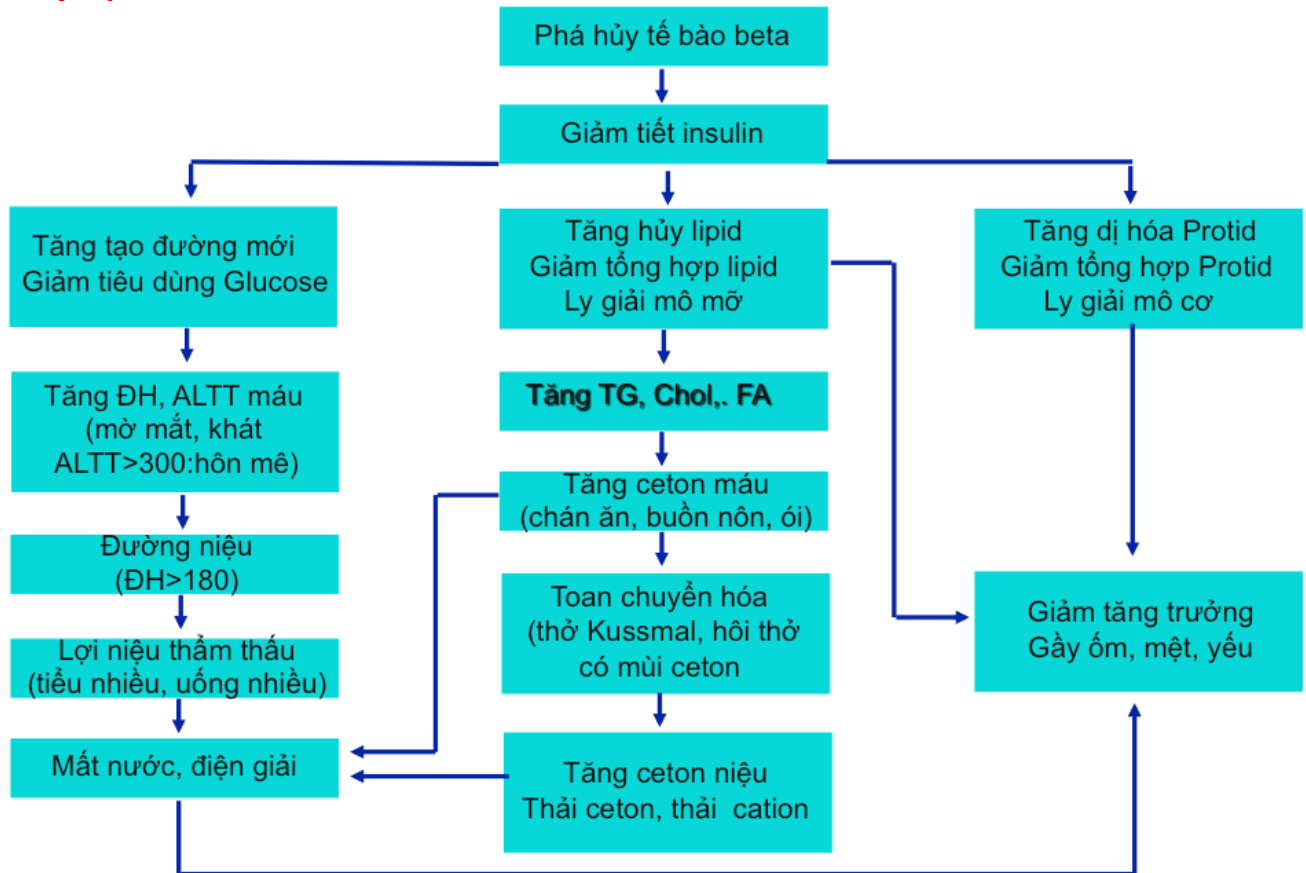 Phá hủy tế bào beta
Giảm tiết insulin
Tăng tạo đường mới
Giảm tiêu dùng Glucose
Tăng hủy lipid
Giảm tổng hợp lipid
Ly giải mô mỡ
Tăng dị hóa Protid
Giảm tổng hợp Protid
Ly giải mô cơ
Tăng ĐH, ALTT máu
(mờ mắt, khát
ALTT>300:hôn mê)
Tăng TG, Chol,. FA
Tăng ceton máu
(chán ăn, buồn nôn, ói)
Đường niệu
(ĐH>180)
Toan chuyển hóa
(thở Kussmal, hôi thở
có mùi ceton
Giảm tăng trưởng
Gầy ốm, mệt, yếu
Lợi niệu thẩm thấu
(tiểu nhiều, uống nhiều)
Mất nước, điện giải
Tăng ceton niệu
Thải ceton, thải cation